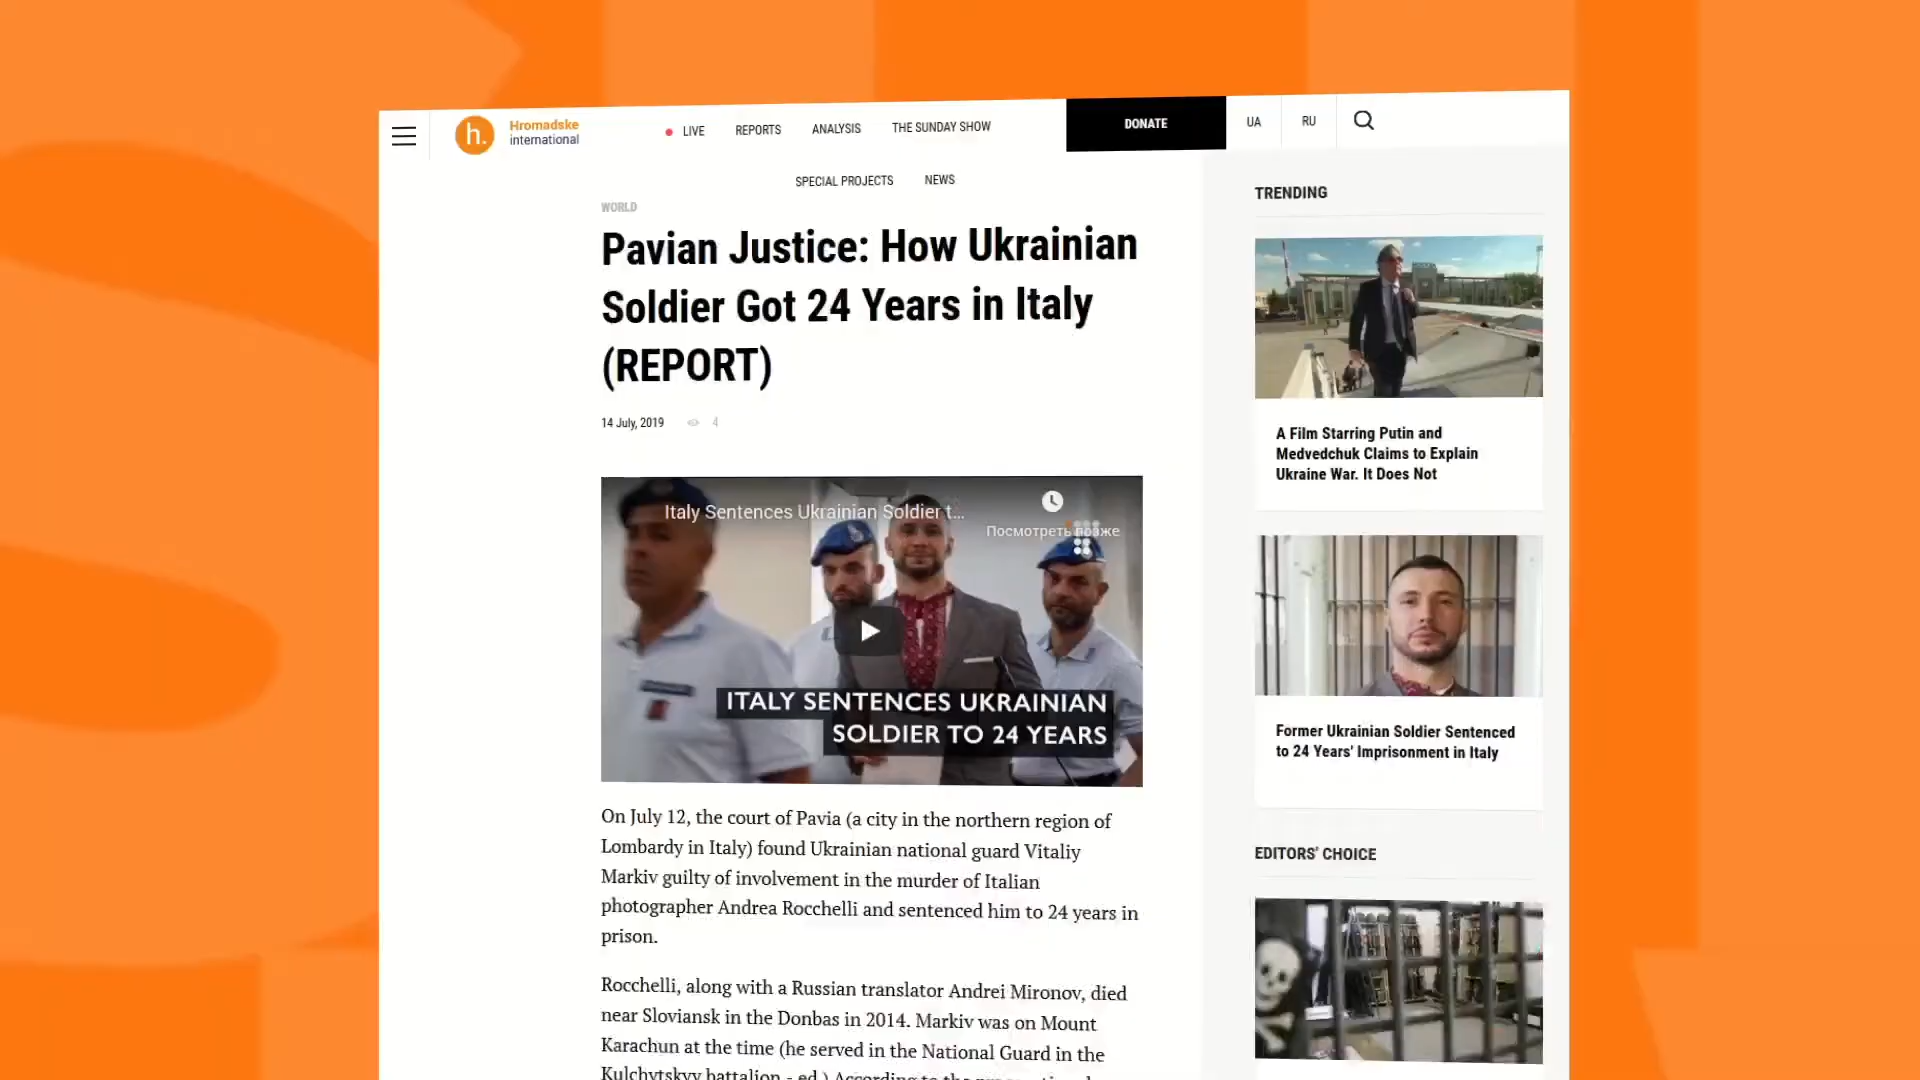 h.
Hromadske
international
LIVE
REPORTS
ANALYSIS
THE SUNDAY SHOW
DONATE
UA
RU
SPECIAL PROJECTS
NEWS
WORLD
Pavian Justice: How Ukrainian
Soldier Got 24 Years in Italy
(REPORT)
14 July, 2019
4
Italy Sentences Ukrainian Soldier t...
Посмотреть позже
ITALY SENTENCES UKRAINIAN
SOLDIER TO 24 YEARS
On July 12, the court of Pavia (a city in the northern region of
Lombardy in Italy) found Ukrainian national guard Vitaliy
Markiv guilty of involvement in the murder of Italian
photographer Andrea Rocchelli and sentenced him to 24 years in
prison.
Rocchelli, along with a Russian translator Andrei Mironov, died
near Sloviansk in the Donbas in 2014. Markiv was on Mount
Karachun at the time (he served in the National Guard in the
Kulchytskyy battalion - ed.) According to the
TRENDING
A Film Starring Putin and
Medvedchuk Claims to Explain
Ukraine War. It Does Not
Former Ukrainian Soldier Sentenced
to 24 Years' Imprisonment in Italy
EDITORS' CHOICE